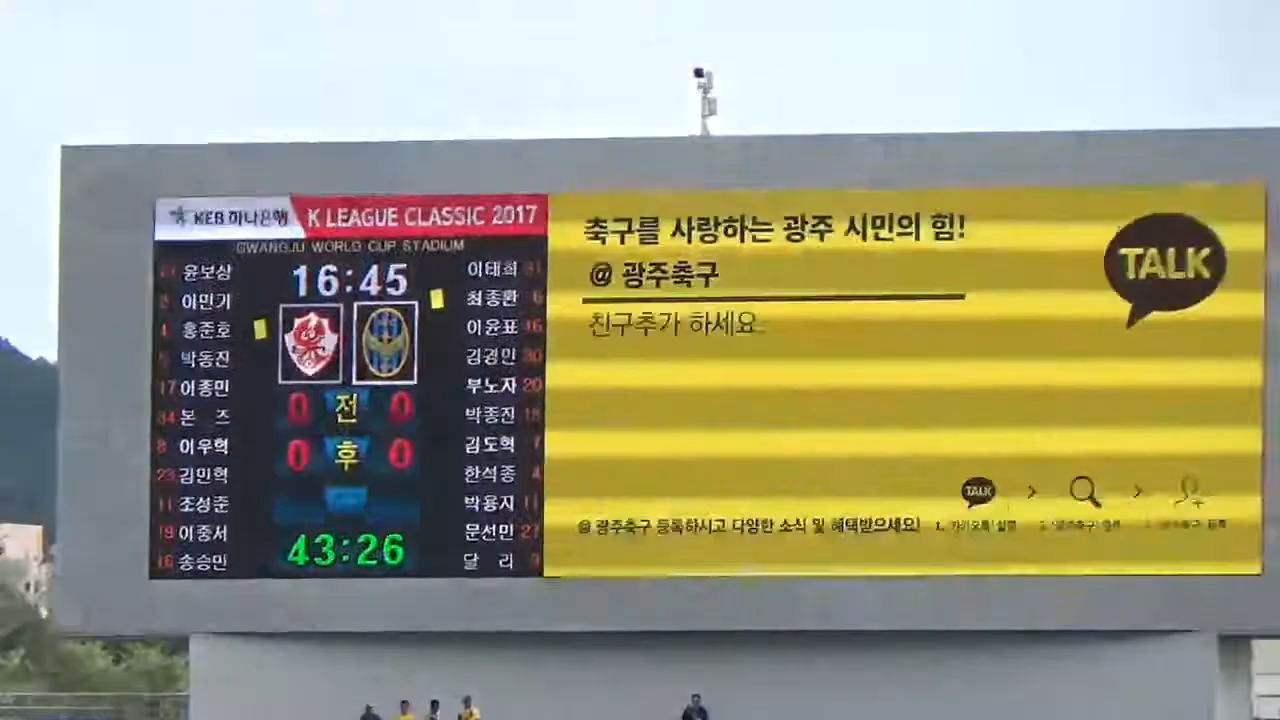 KEB 하나은행 K LEAGUE CLASSIC 2017
GWANGJU WORLD CUP STADIUM
16:45
윤보상
이민기
홍준호
박동진
17 이종민
34 본 즈
8 이우혁
23 김민혁
11 조성준
19 이중서
16 송승민
0 전 0
0 후 0
43:26
이태희 31
최종환 6
이윤표 16
김경민 30
부노자 20
박종진
김도혁 7
한석종 4
박용지 11
문선민 27
달 리 9
축구를 사랑하는 광주 시민의 힘!
@ 광주축구
친구추가 하세요.
TALK
TALK
@ 광주축구 등록하시고 다양한 소식 및 혜택받으세요!